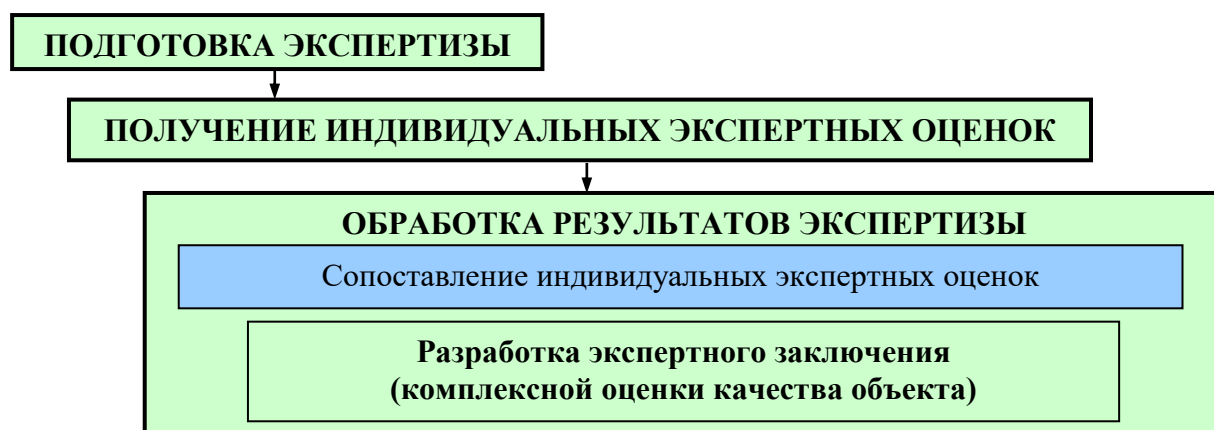 ПОДГОТОВКА ЭКСПЕРТИЗЫ
ПОЛУЧЕНИЕ ИНДИВИДУАЛЬНЫХ ЭКСПЕРТНЫХ ОЦЕНОК
ОБРАБОТКА РЕЗУЛЬТАТОВ ЭКСПЕРТИЗЫ
Сопоставление индивидуальных экспертных оценок
Разработка экспертного заключения
(комплексной оценки качества объекта)